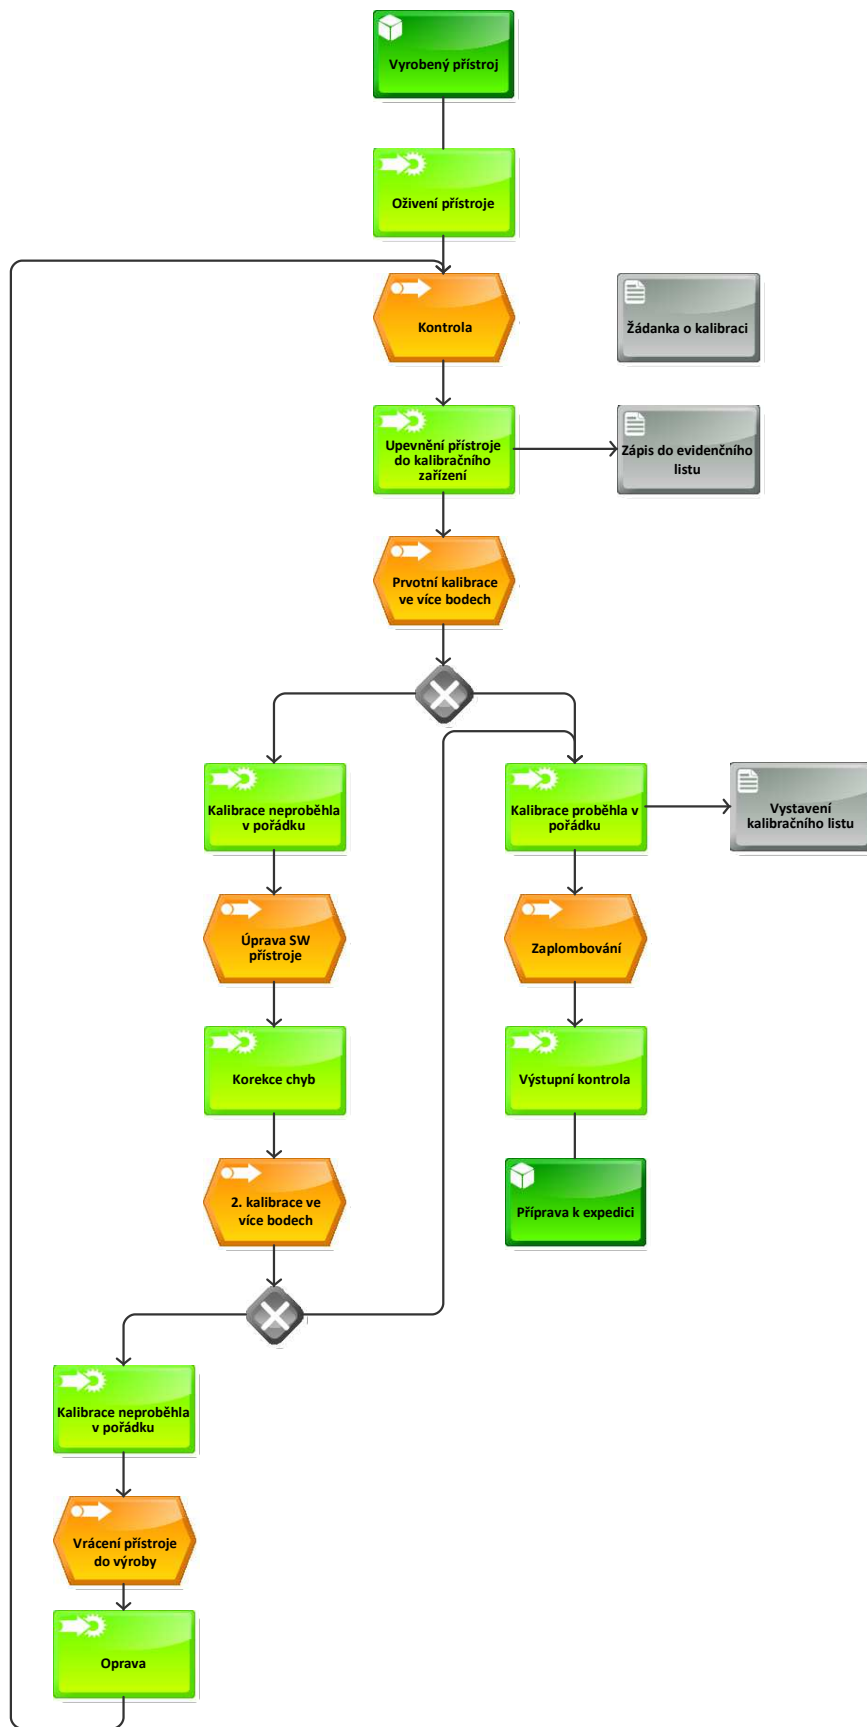 Vyrobený přístroj
Oživení přístroje
Kontrola
Žádanka o kalibraci
Upevnění přístroje
do kalibračního
zařízení
Zápis do evidenčního
listu
Prvotní kalibrace
ve více bodech
Kalibrace neproběhla
v pořádku
Kalibrace proběhla v
pořádku
Vystavení
kalibračního listu
Úprava SW
přístroje
Zaplombování
Korekce chyb
Výstupní kontrola
2. kalibrace ve
více bodech
Příprava k expedici
Kalibrace neproběhla
v pořádku
Vrácení přístroje
do výroby
Oprava